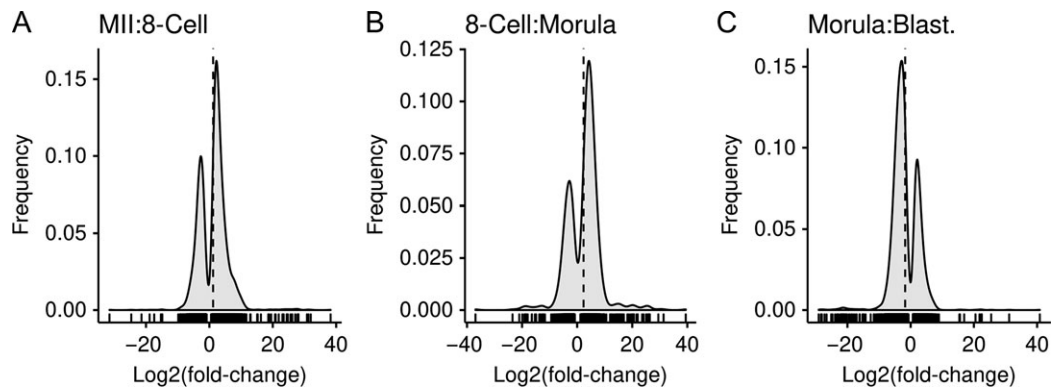 A MII:8-Cell
Frequency
0.15
0.10
0.05
0.00
−20 0 20 40
Log2(fold-change)
B 8-Cell:Morula
Frequency
0.125
0.100
0.075
0.050
0.025
0.000
−40 −20 0 20 40
Log2(fold-change)
C Morula:Blast.
Frequency
0.15
0.10
0.05
0.00
−20 0 20 40
Log2(fold-change)